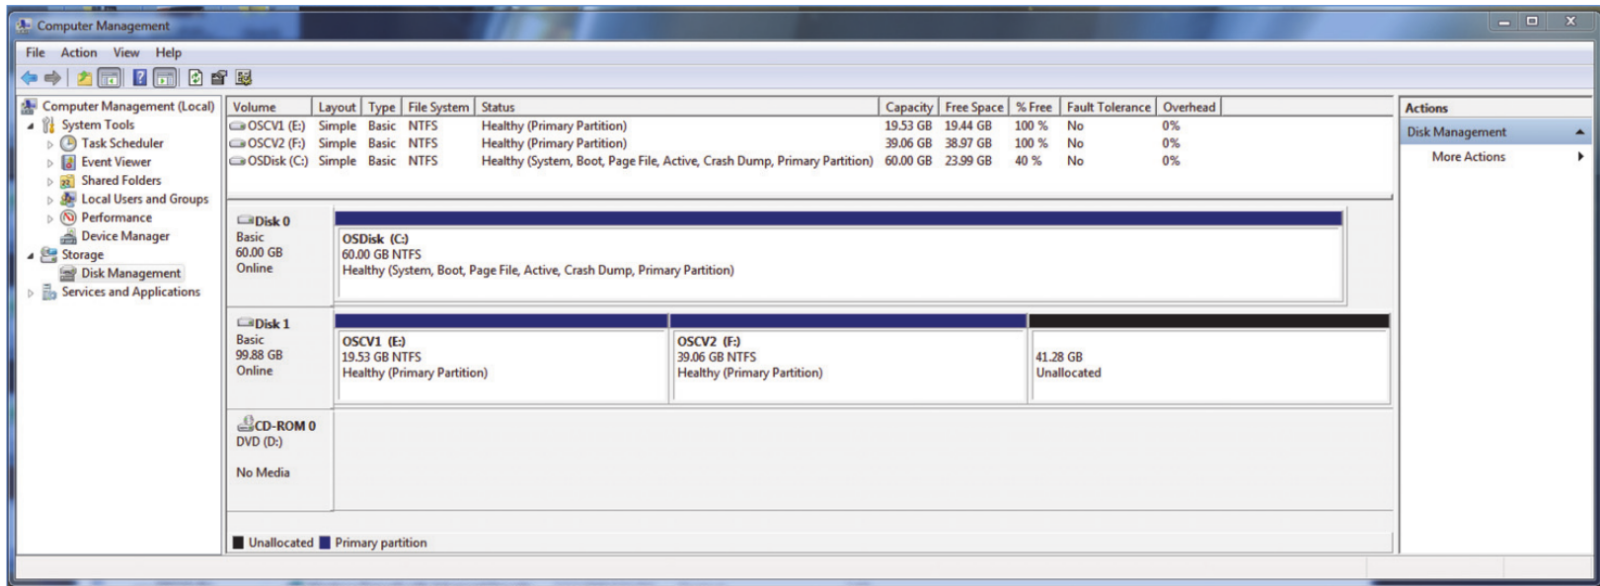 Computer Management
File Action View Help
Computer Management (Local)
System Tools
Task Scheduler
Event Viewer
Shared Folders
Local Users and Groups
Performance
Device Manager
Storage
Disk Management
Services and Applications
Volume Layout Type File System Status Capacity Free Space % Free Fault Tolerance Overhead
OSCV1 (E:) Simple Basic NTFS Healthy (Primary Partition) 19.53 GB 19.44 GB 100 % No 0%
OSCV2 (F:) Simple Basic NTFS Healthy (Primary Partition) 39.06 GB 38.97 GB 100 % No 0%
OSDisk (C:) Simple Basic NTFS Healthy (System, Boot, Page File, Active, Crash Dump, Primary Partition) 60.00 GB 23.99 GB 40 % No 0%
Disk 0
Basic
60.00 GB
Online
OSDisk (C:)
60.00 GB NTFS
Healthy (System, Boot, Page File, Active, Crash Dump, Primary Partition)
Disk 1
Basic
99.88 GB
Online
OSCV1 (E:)
19.53 GB NTFS
Healthy (Primary Partition)
OSCV2 (F:)
39.06 GB NTFS
Healthy (Primary Partition)
41.28 GB
Unallocated
CD-ROM 0
DVD (D:)
No Media
Unallocated Primary partition
Actions
Disk Management
More Actions